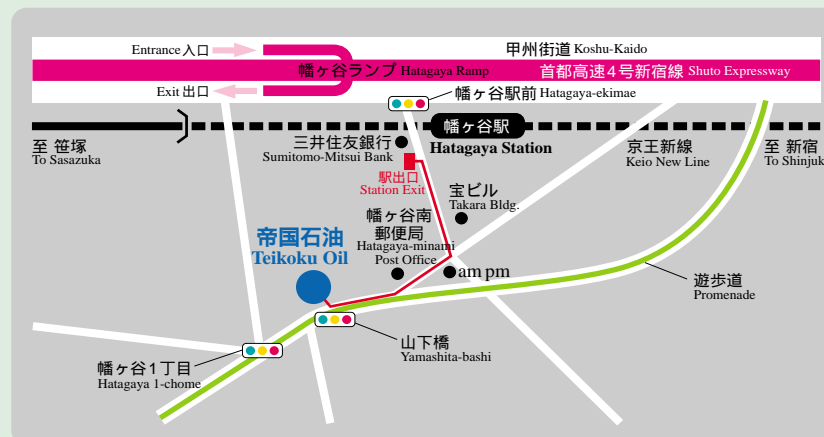 Entrance 入口
甲州街道 Koshu-Kaido
幡ヶ谷ランプ Hatagaya Ramp
首都高速4号新宿線 Shuto Expressway
Exit 出口
幡ヶ谷駅前 Hatagaya-ekimae
幡ヶ谷駅
Hatagaya Station
至 笹塚
To Sasazuka
三井住友銀行
Sumitomo-Mitsui Bank
京王新線
Keio New Line
至 新宿
To Shinjuk
駅出口
Station Exit
宝ビル
Takara Bldg.
幡ヶ谷南
郵便局
Hatagaya-minami
Post Office
帝国石油
Teikoku Oil
am pm
遊歩道
Promenade
山下橋
Yamashita-bashi
幡ヶ谷1丁目
Hatagaya 1-chome